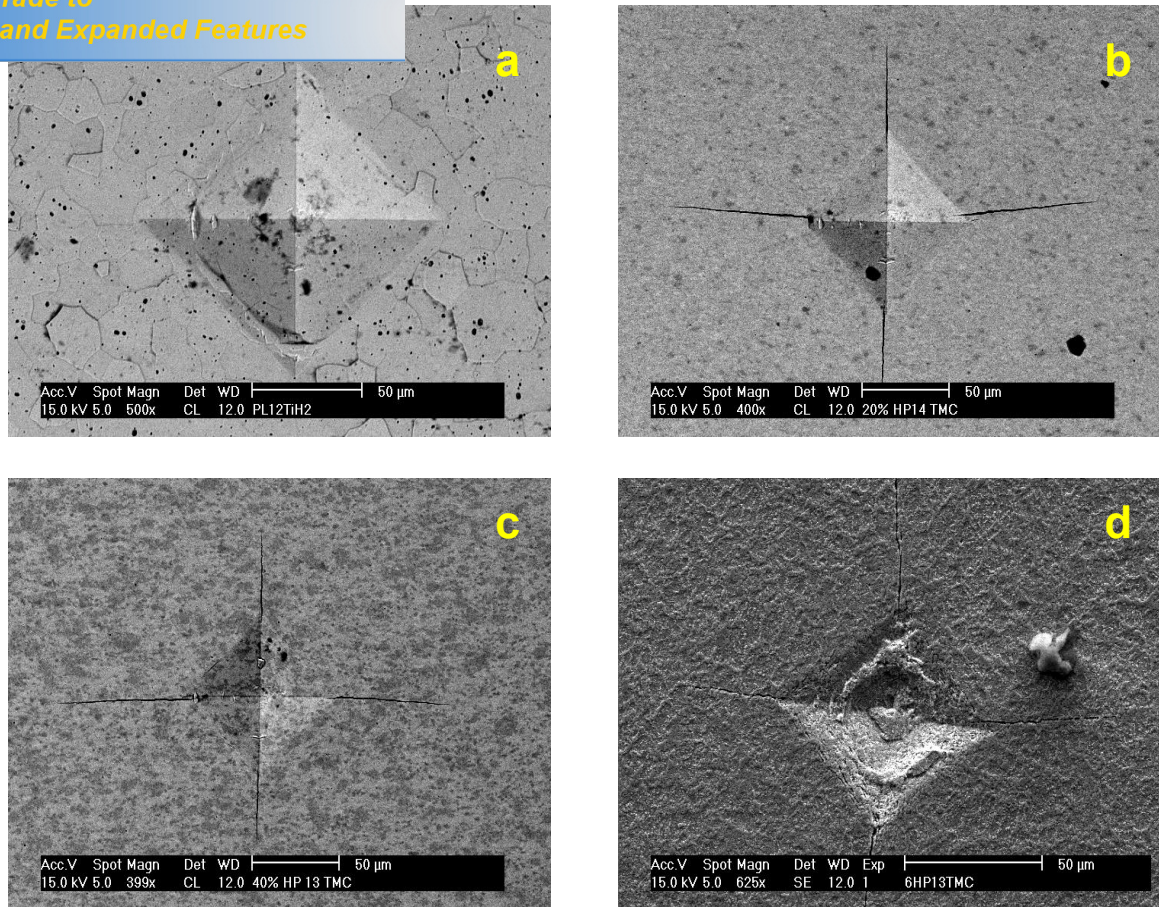 and Expanded Features
a
b
Acc.V Spot Magn Det WD 50 µm
15.0 kV 5.0 500x CL 12.0 PL12TiH2
Acc.V Spot Magn Det WD 50 µm
15.0 kV 5.0 400x CL 12.0 20% HP14 TMC
c
d
Acc.V Spot Magn Det WD 50 µm
15.0 kV 5.0 399x CL 12.0 40% HP 13 TMC
Acc.V Spot Magn Det WD Exp 50 µm
15.0 kV 5.0 625x SE 12.0 1 6HP13TMC